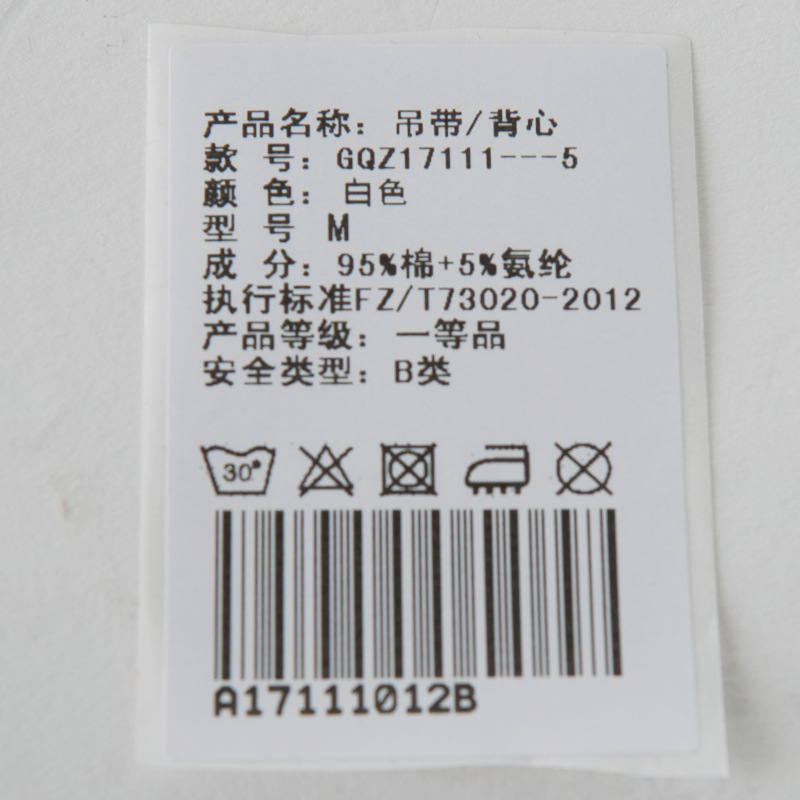 产品名称：吊带/背心
款 号：GQZ17111---5
颜 色：白色
型 号 M
成 分：95%棉+5%氨纶
执行标准FZ/T73020-2012
产品等级：一等品
安全类型：B类
30°
A17111012B